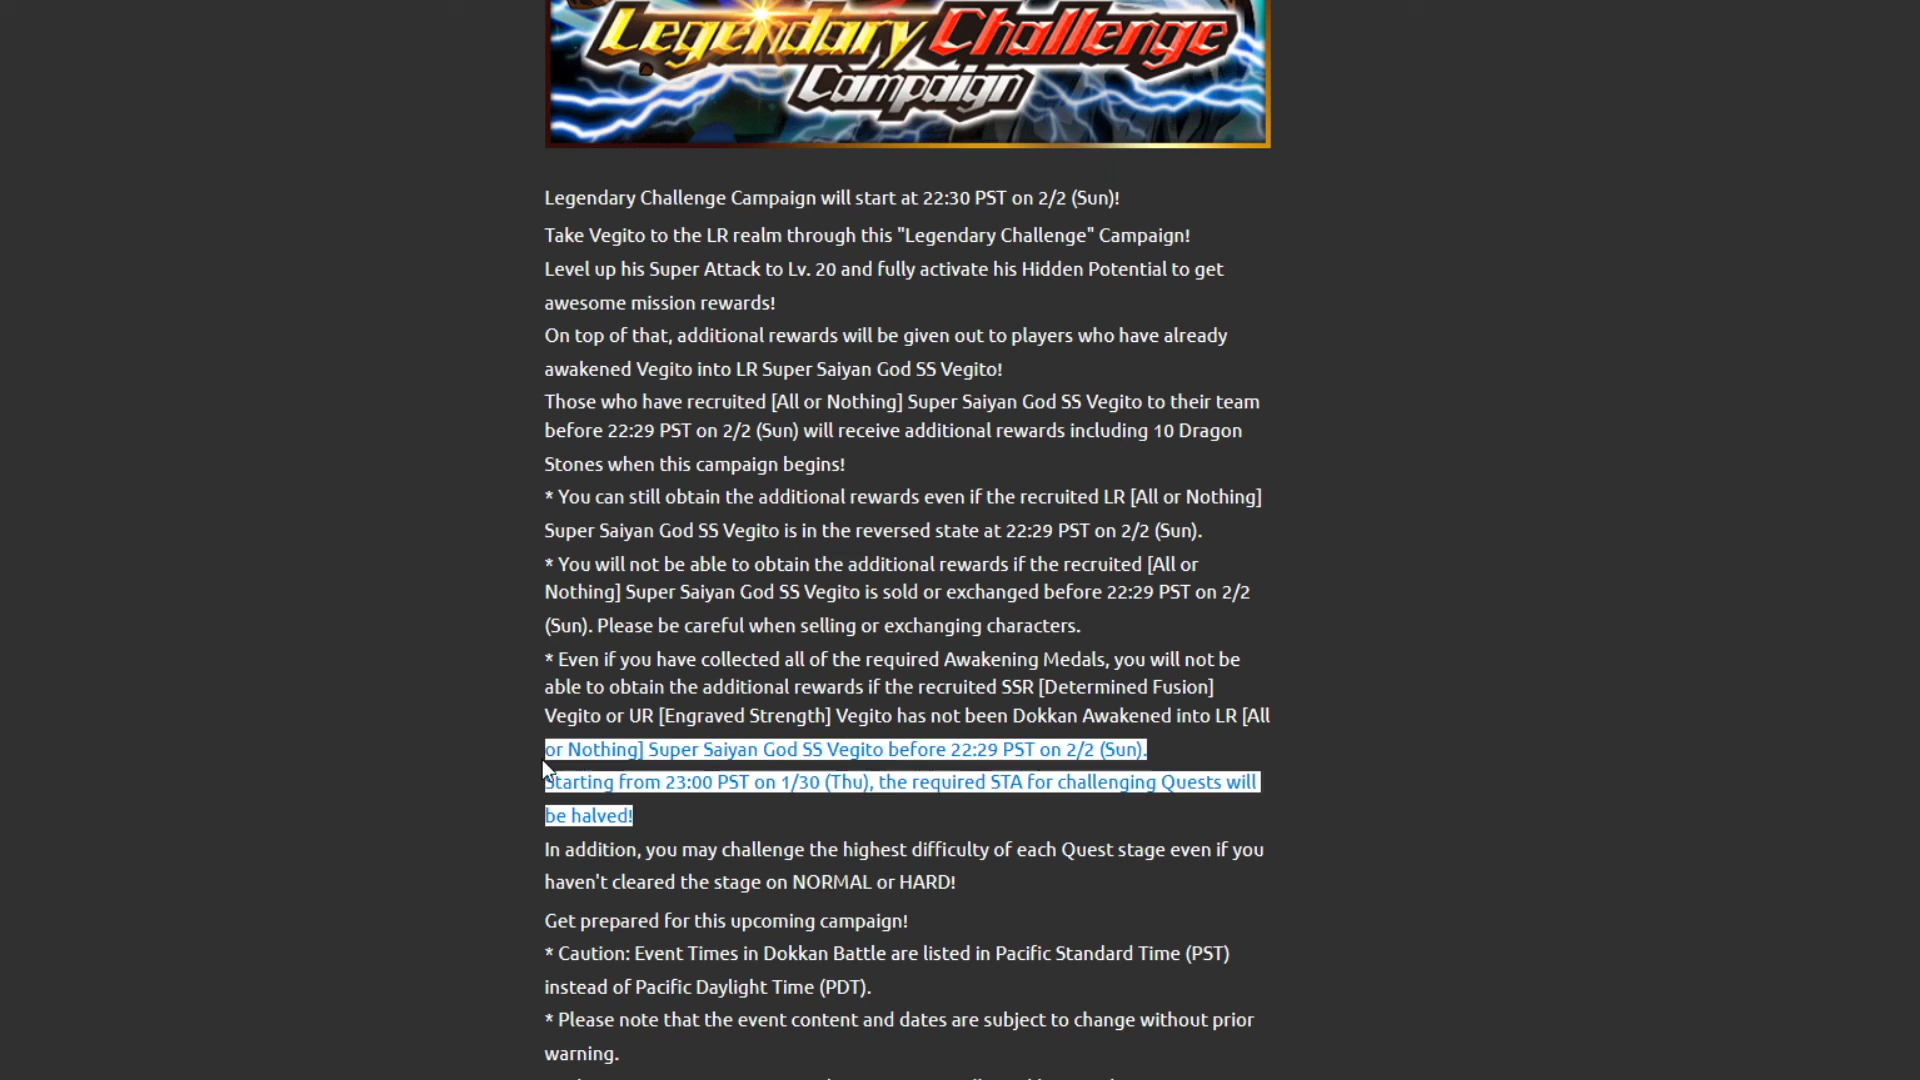 Legendary Challenge
Campaign
Legendary Challenge Campaign will start at 22:30 PST on 2/2 (Sun)!
Take Vegito to the LR realm through this "Legendary Challenge" Campaign!
Level up his Super Attack to Lv. 20 and fully activate his Hidden Potential to get
awesome mission rewards!
On top of that, additional rewards will be given out to players who have already
awakened Vegito into LR Super Saiyan God SS Vegito!
Those who have recruited [All or Nothing] Super Saiyan God SS Vegito to their team
before 22:29 PST on 2/2 (Sun) will receive additional rewards including 10 Dragon
Stones when this campaign begins!
* You can still obtain the additional rewards even if the recruited LR [All or Nothing]
Super Saiyan God SS Vegito is in the reversed state at 22:29 PST on 2/2 (Sun).
* You will not be able to obtain the additional rewards if the recruited [All or
Nothing] Super Saiyan God SS Vegito is sold or exchanged before 22:29 PST on 2/2
(Sun). Please be careful when selling or exchanging characters.
* Even if you have collected all of the required Awakening Medals, you will not be
able to obtain the additional rewards if the recruited SSR [Determined Fusion]
Vegito or UR [Engraved Strength] Vegito has not been Dokkan Awakened into LR [All
or Nothing] Super Saiyan God SS Vegito before 22:29 PST on 2/2 (Sun).
Starting from 23:00 PST on 1/30 (Thu), the required STA for challenging Quests will
be halved!
In addition, you may challenge the highest difficulty of each Quest stage even if you
haven't cleared the stage on NORMAL or HARD!
Get prepared for this upcoming campaign!
* Caution: Event Times in Dokkan Battle are listed in Pacific Standard Time (PST)
instead of Pacific Daylight Time (PDT).
* Please note that the event content and dates are subject to change without prior
warning.